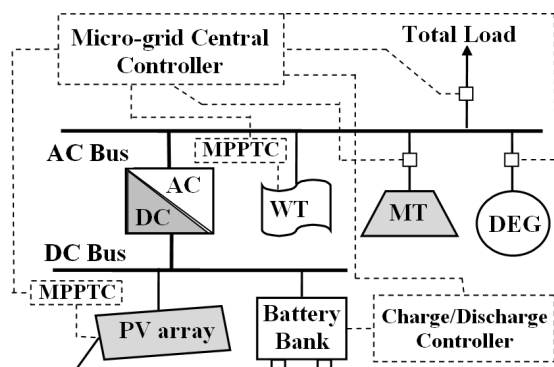 Micro-grid Central
Controller
Total Load
AC Bus
MPPTC
AC
DC
WT
MT
DEG
DC Bus
MPPTC
PV array
Battery
Bank
Charge/Discharge
Controller